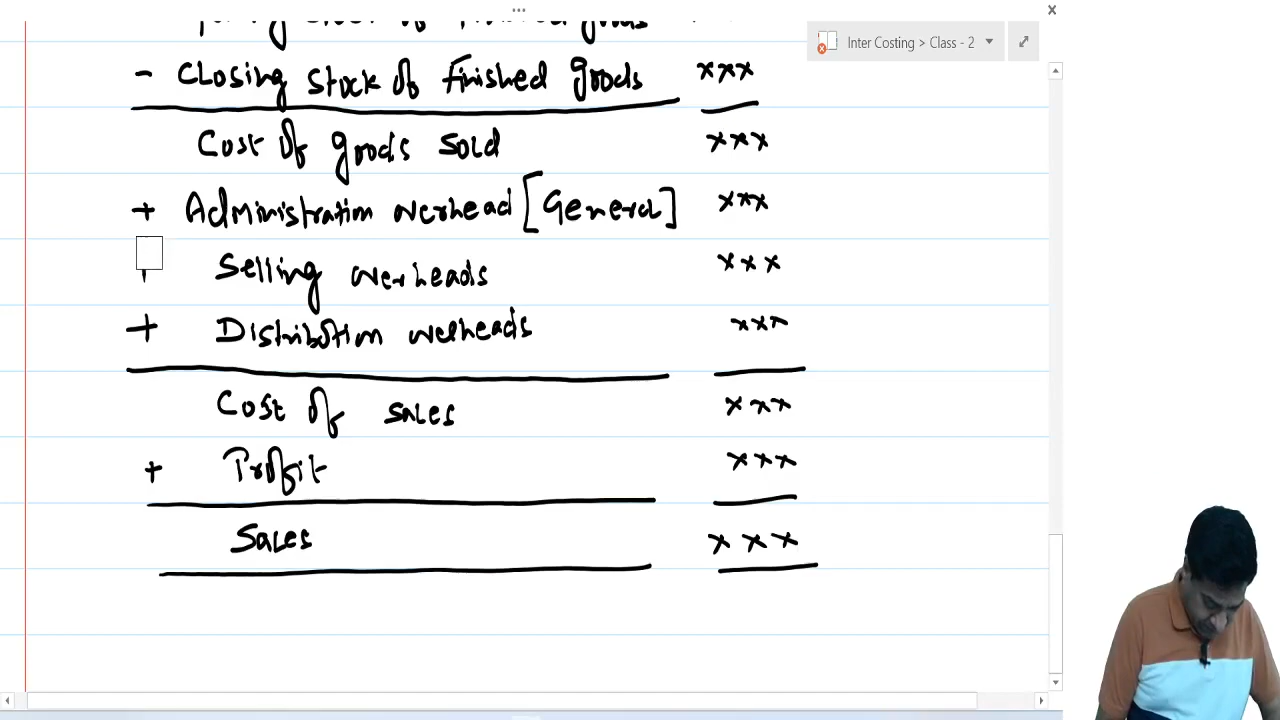 Inter Costing > Class - 2
- Closing Stock of Finished Goods xxx
Cost of goods sold xxx
+ Administration overhead [General] xxx
+ Selling overheads xxx
+ Distribution overheads xxx
Cost of sales xxx
+ Profit xxx
Sales xxx